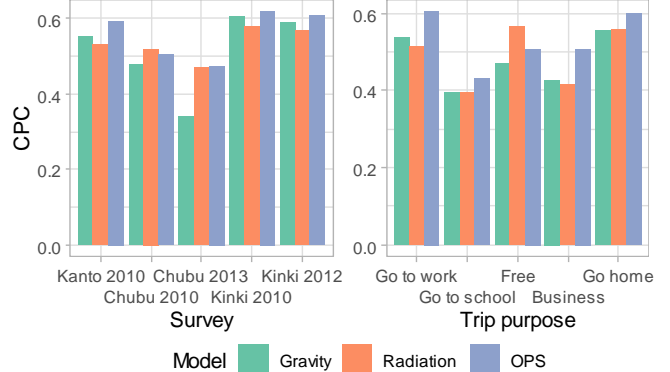 CPC
0.6
0.4
0.2
0.0
Kanto 2010 Chubu 2013 Kinki 2012
Chubu 2010 Kinki 2010
Survey
0.6
0.4
0.2
0.0
Go to work Free Go home
Go to school Business
Trip purpose
Model Gravity Radiation OPS